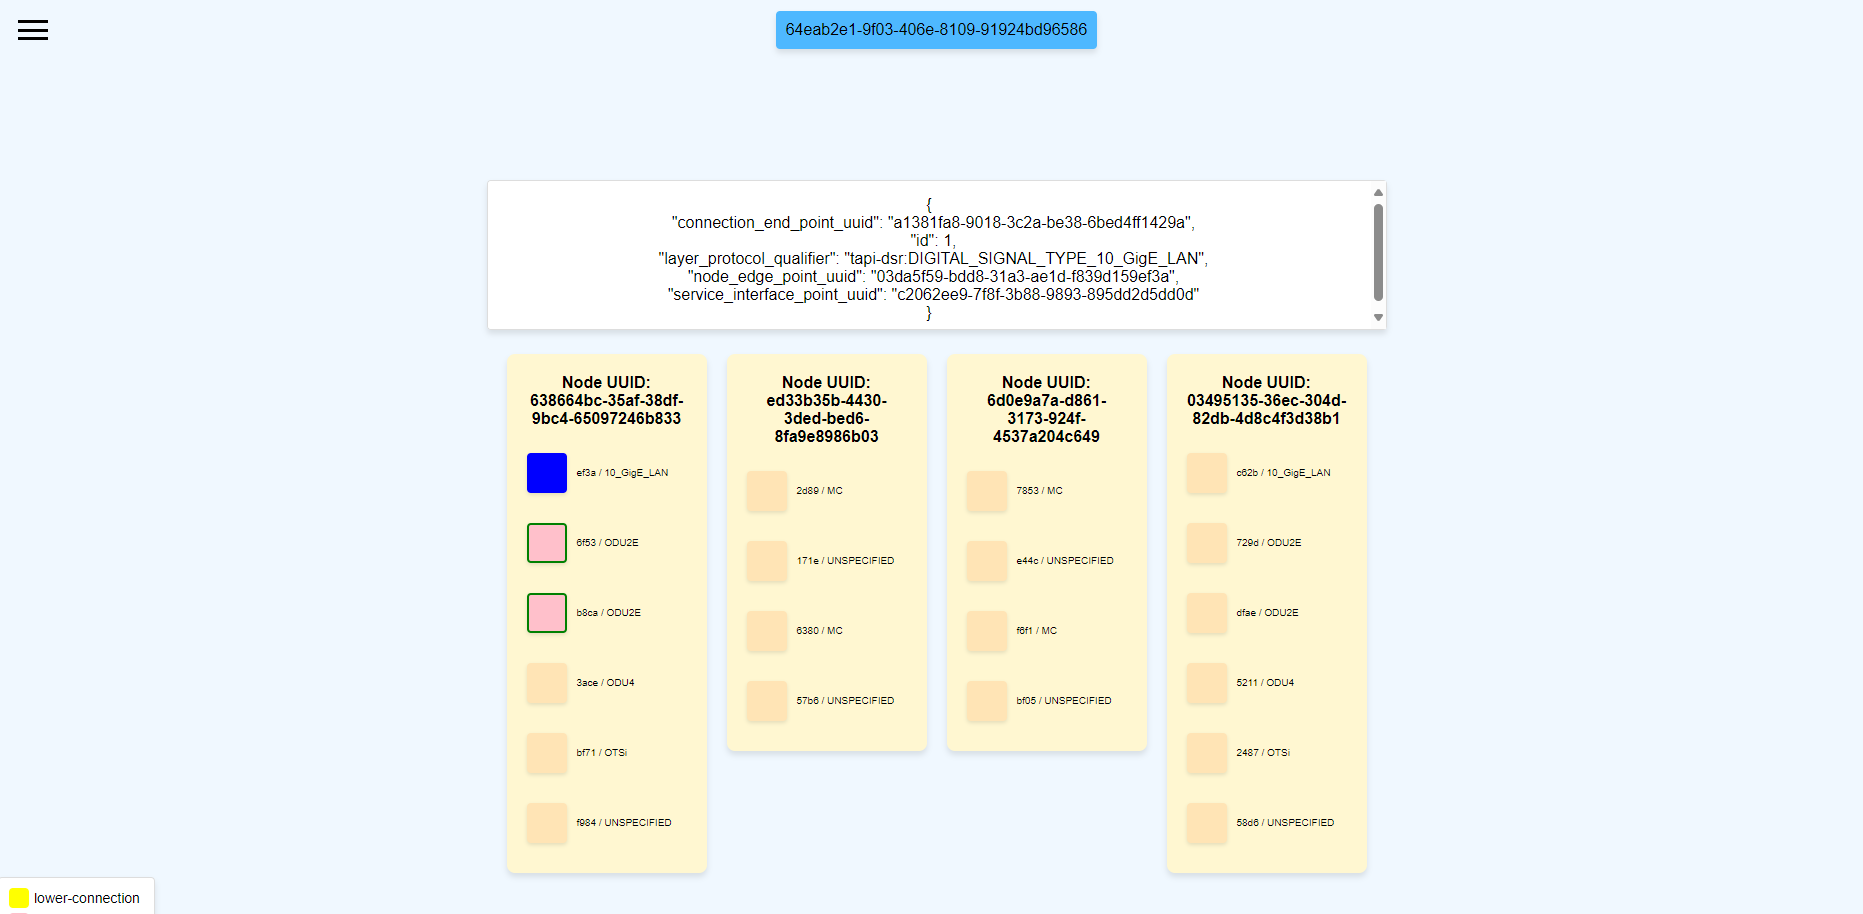 64eab2e1-9f03-406e-8109-91924bd96586
{
"connection_end_point_uuid": "a1381fa8-9018-3c2a-be38-6bed4ff1429a",
"id": 1,
"layer_protocol_qualifier": "tapi-dsr:DIGITAL_SIGNAL_TYPE_10_GigE_LAN",
"node_edge_point_uuid": "03da5f59-bdd8-31a3-ae1d-f839d159ef3a",
"service_interface_point_uuid": "c2062ee9-7f8f-3b88-9893-895dd2d5dd0d"
}
Node UUID:
638664bc-35af-38df-
9bc4-65097246b833
ef3a / 10_GigE_LAN
6f53 / ODU2E
b8ca / ODU2E
3ace / ODU4
bf71 / OTSi
f984 / UNSPECIFIED
Node UUID:
ed33b35b-4430-
3ded-bed6-
8fa9e8986b03
2d89 / MC
171e / UNSPECIFIED
6380 / MC
57b6 / UNSPECIFIED
Node UUID:
6d0e9a7a-d861-
3173-924f-
4537a204c649
7853 / MC
e44c / UNSPECIFIED
f6f1 / MC
bf05 / UNSPECIFIED
Node UUID:
03495135-36ec-304d-
82db-4d8c4f3d38b1
c62b / 10_GigE_LAN
729d / ODU2E
dfae / ODU2E
5211 / ODU4
2487 / OTSi
58d6 / UNSPECIFIED
lower-connection